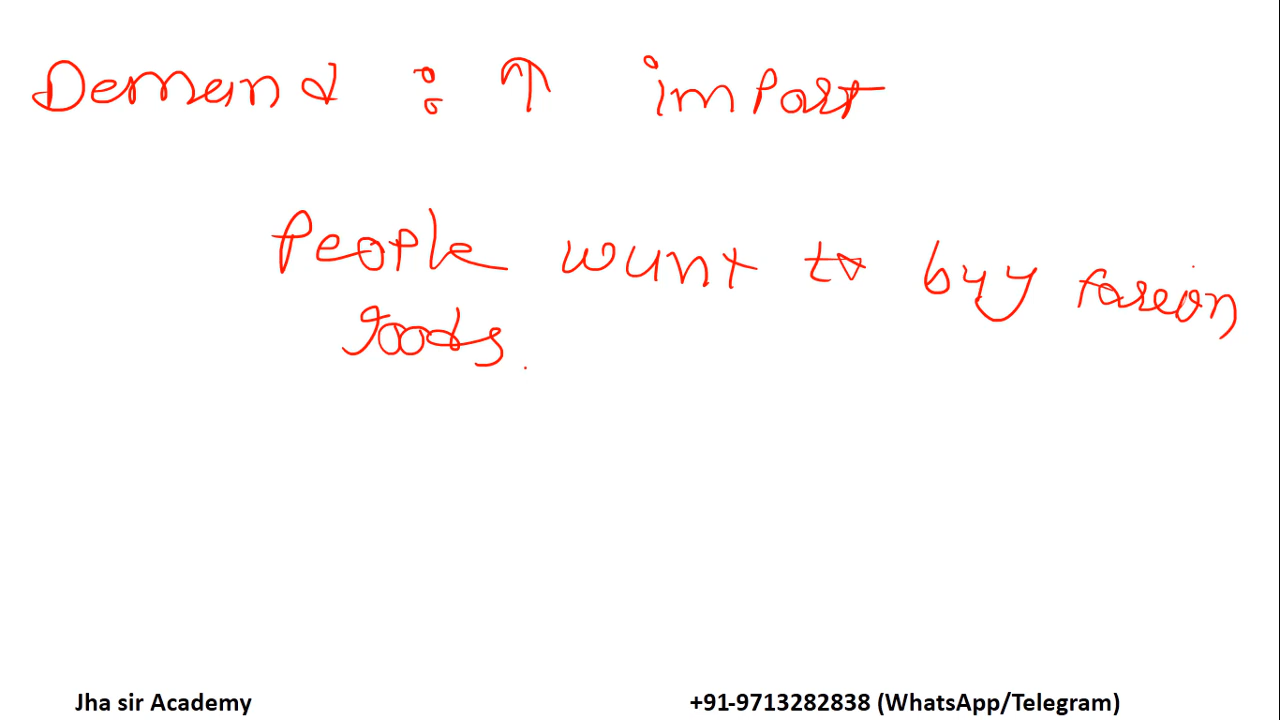 Demand : ↑ import
People want to buy foreign
goods.
Jha sir Academy
+91-9713282838 (WhatsApp/Telegram)